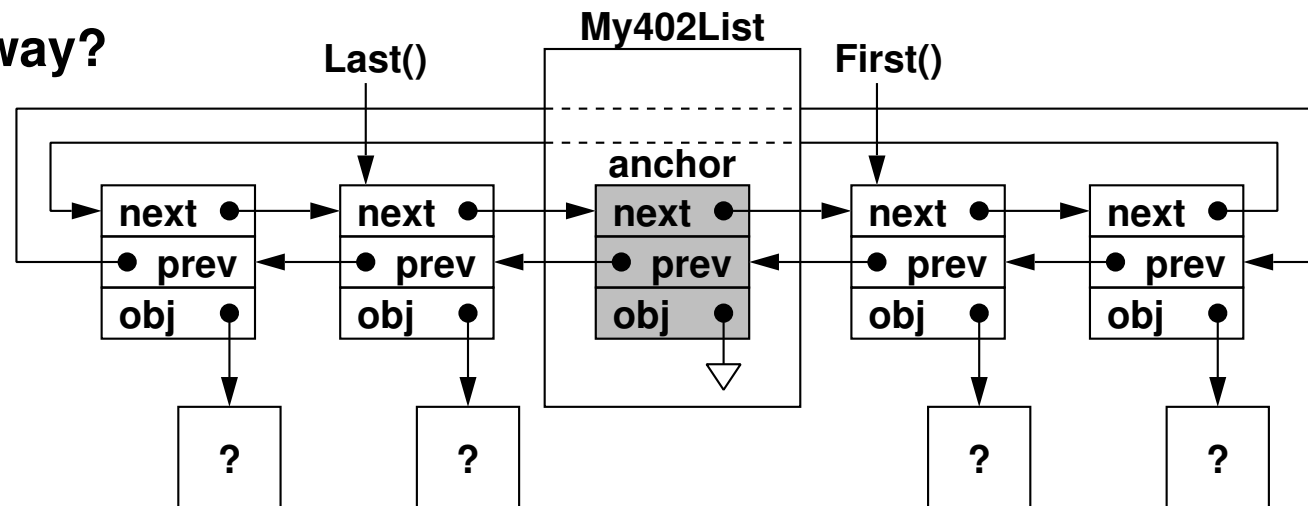 My402List
way?
Last()
First()
anchor
next next next next next
prev prev prev prev prev
obj obj obj obj obj
? ? ? ?